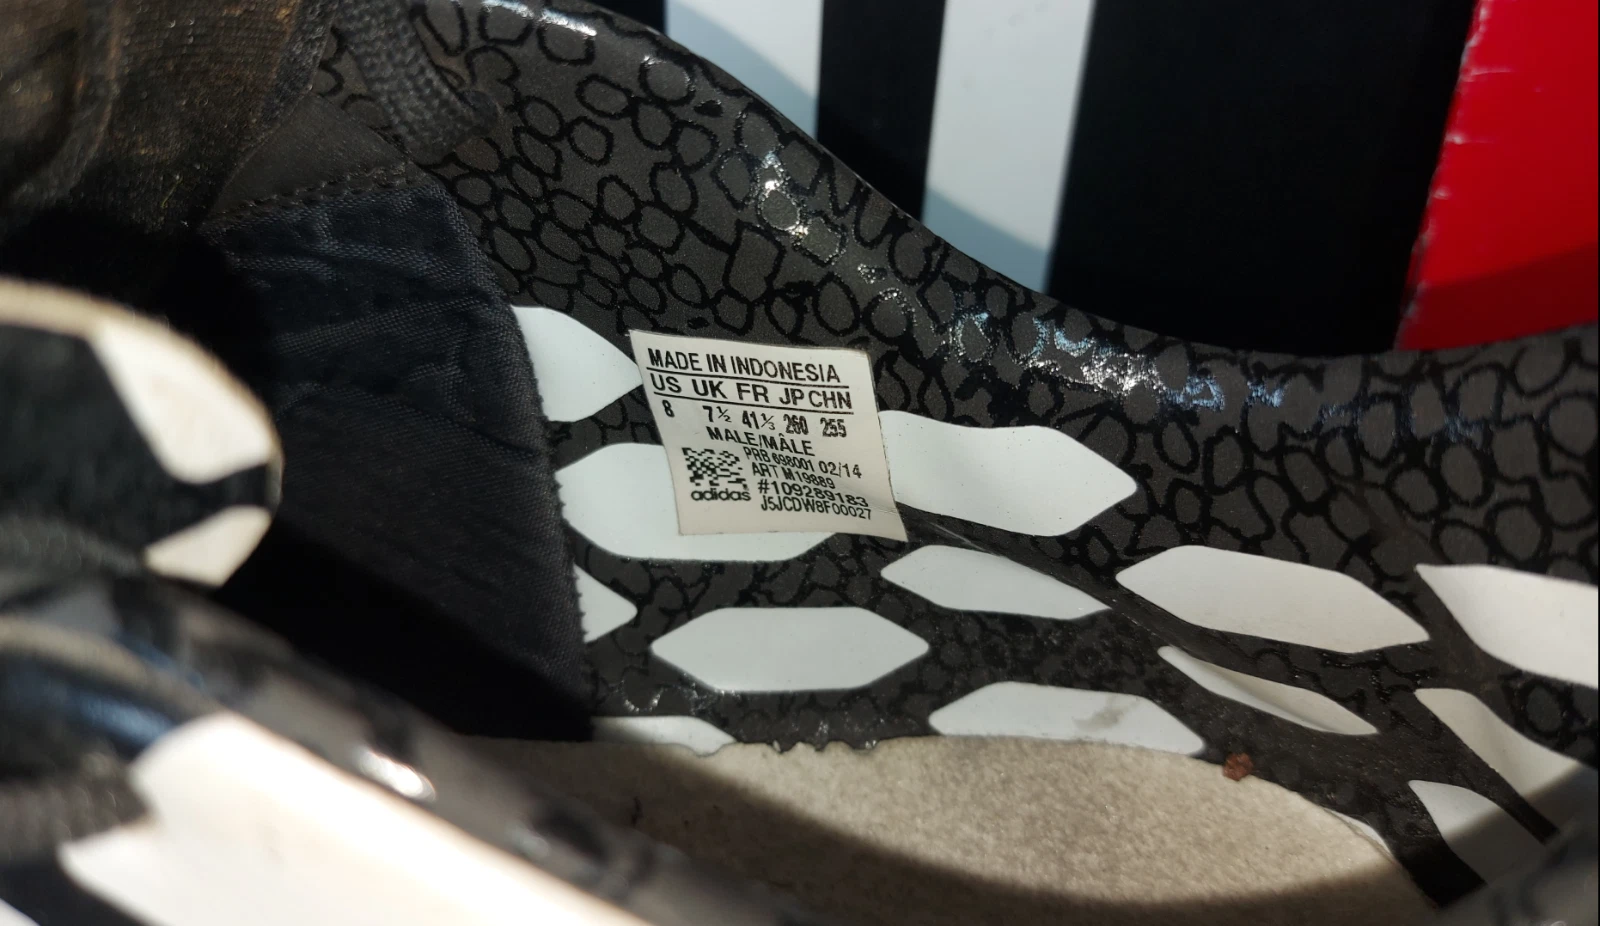 MADE IN INDONESIA
US UK FR JP CHN
8 7½ 41⅓ 260 255
MALE/MÂLE
PRB 698001 02/14
ART M19889
#109289183
adidas J5JCDW8F00027